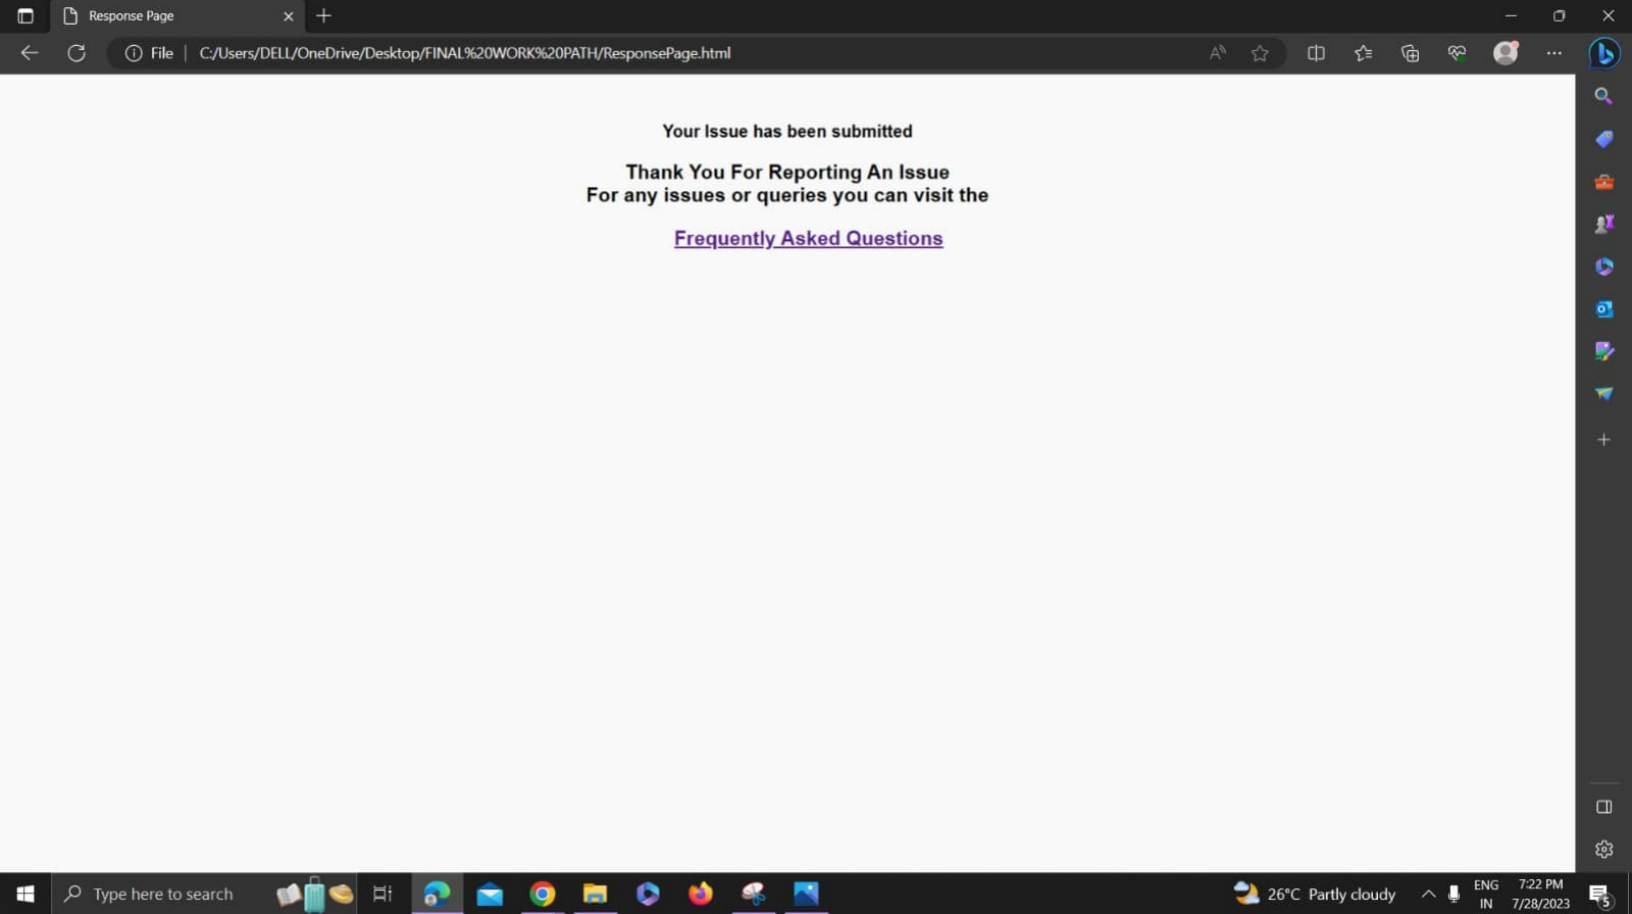 Response Page
File
C:/Users/DELL/OneDrive/Desktop/FINAL%20WORK%20PATH/ResponsePage.html
Your Issue has been submitted
Thank You For Reporting An Issue
For any issues or queries you can visit the
Frequently Asked Questions
Type here to search
26°C Partly cloudy
ENG
IN
7:22 PM
7/28/2023
5